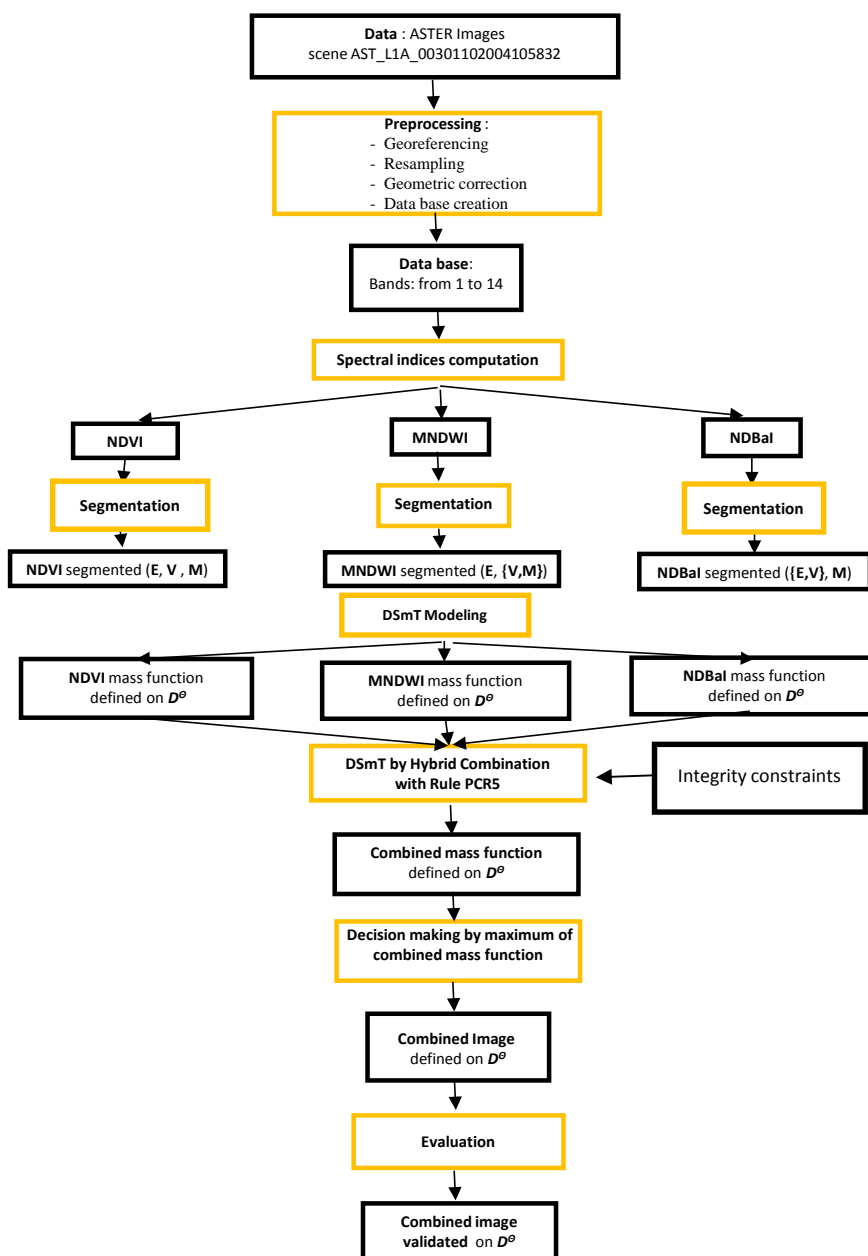 Data : ASTER Images
scene AST_L1A_00301102004105832
Preprocessing :
- Georeferencing
- Resampling
- Geometric correction
- Data base creation
Data base:
Bands: from 1 to 14
Spectral indices computation
NDVI
MNDWI
NDBaI
Segmentation
Segmentation
Segmentation
NDVI segmented (E, V , M)
MNDWI segmented (E, {V,M})
NDBaI segmented ({E,V}, M)
DSmT Modeling
NDVI mass function
defined on D^Θ
MNDWI mass function
defined on D^Θ
NDBaI mass function
defined on D^Θ
DSmT by Hybrid Combination
with Rule PCR5
Integrity constraints
Combined mass function
defined on D^Θ
Decision making by maximum of
combined mass function
Combined Image
defined on D^Θ
Evaluation
Combined image
validated on D^Θ